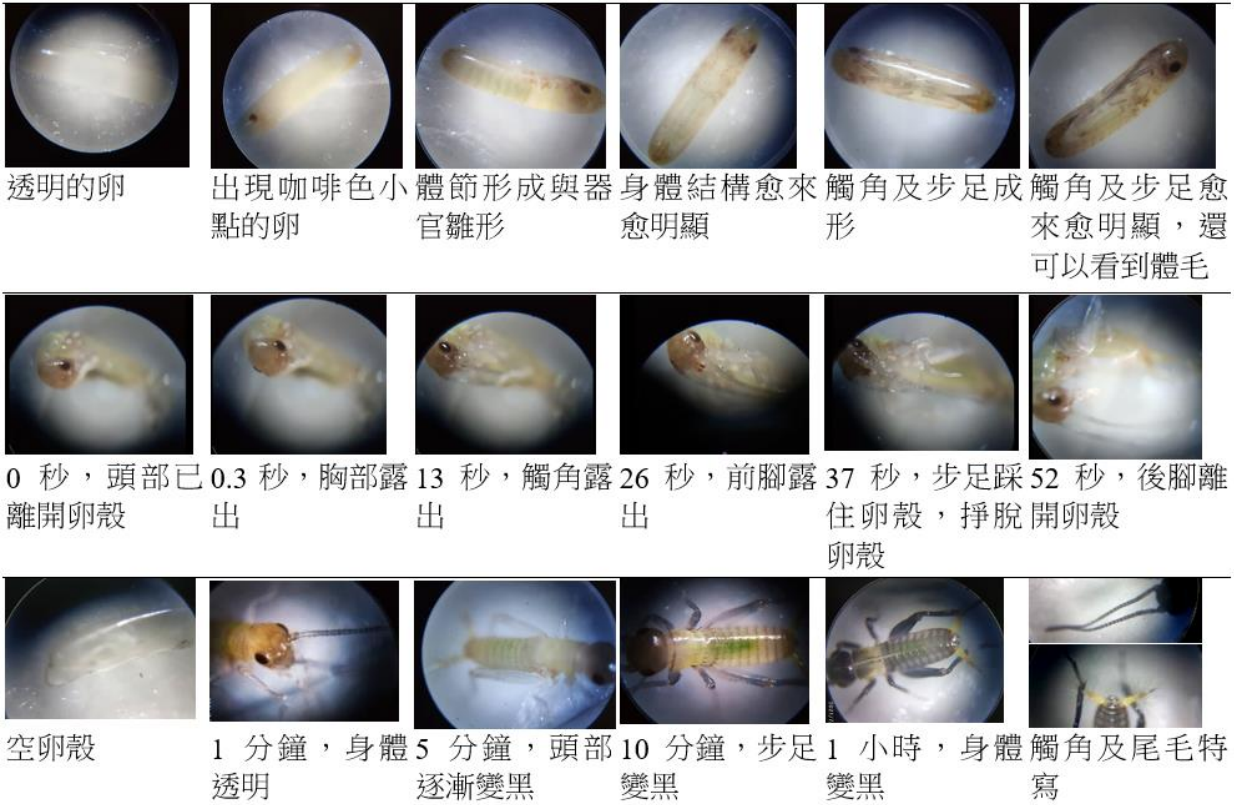 透明的卵
出現咖啡色小
點的卵
體節形成與器
官雛形
身體結構愈來
愈明顯
觸角及步足成
形
觸角及步足愈
來愈明顯，還
可以看到體毛
0 秒，頭部已
離開卵殼
0.3 秒，胸部露
出
13 秒，觸角露
出
26 秒，前腳露
出
37 秒，步足踩
住卵殼，掙脫
卵殼
52 秒，後腳離
開卵殼
空卵殼
1 分鐘，身體
透明
5 分鐘，頭部
逐漸變黑
10 分鐘，步足
變黑
1 小時，身體
變黑
觸角及尾毛特
寫